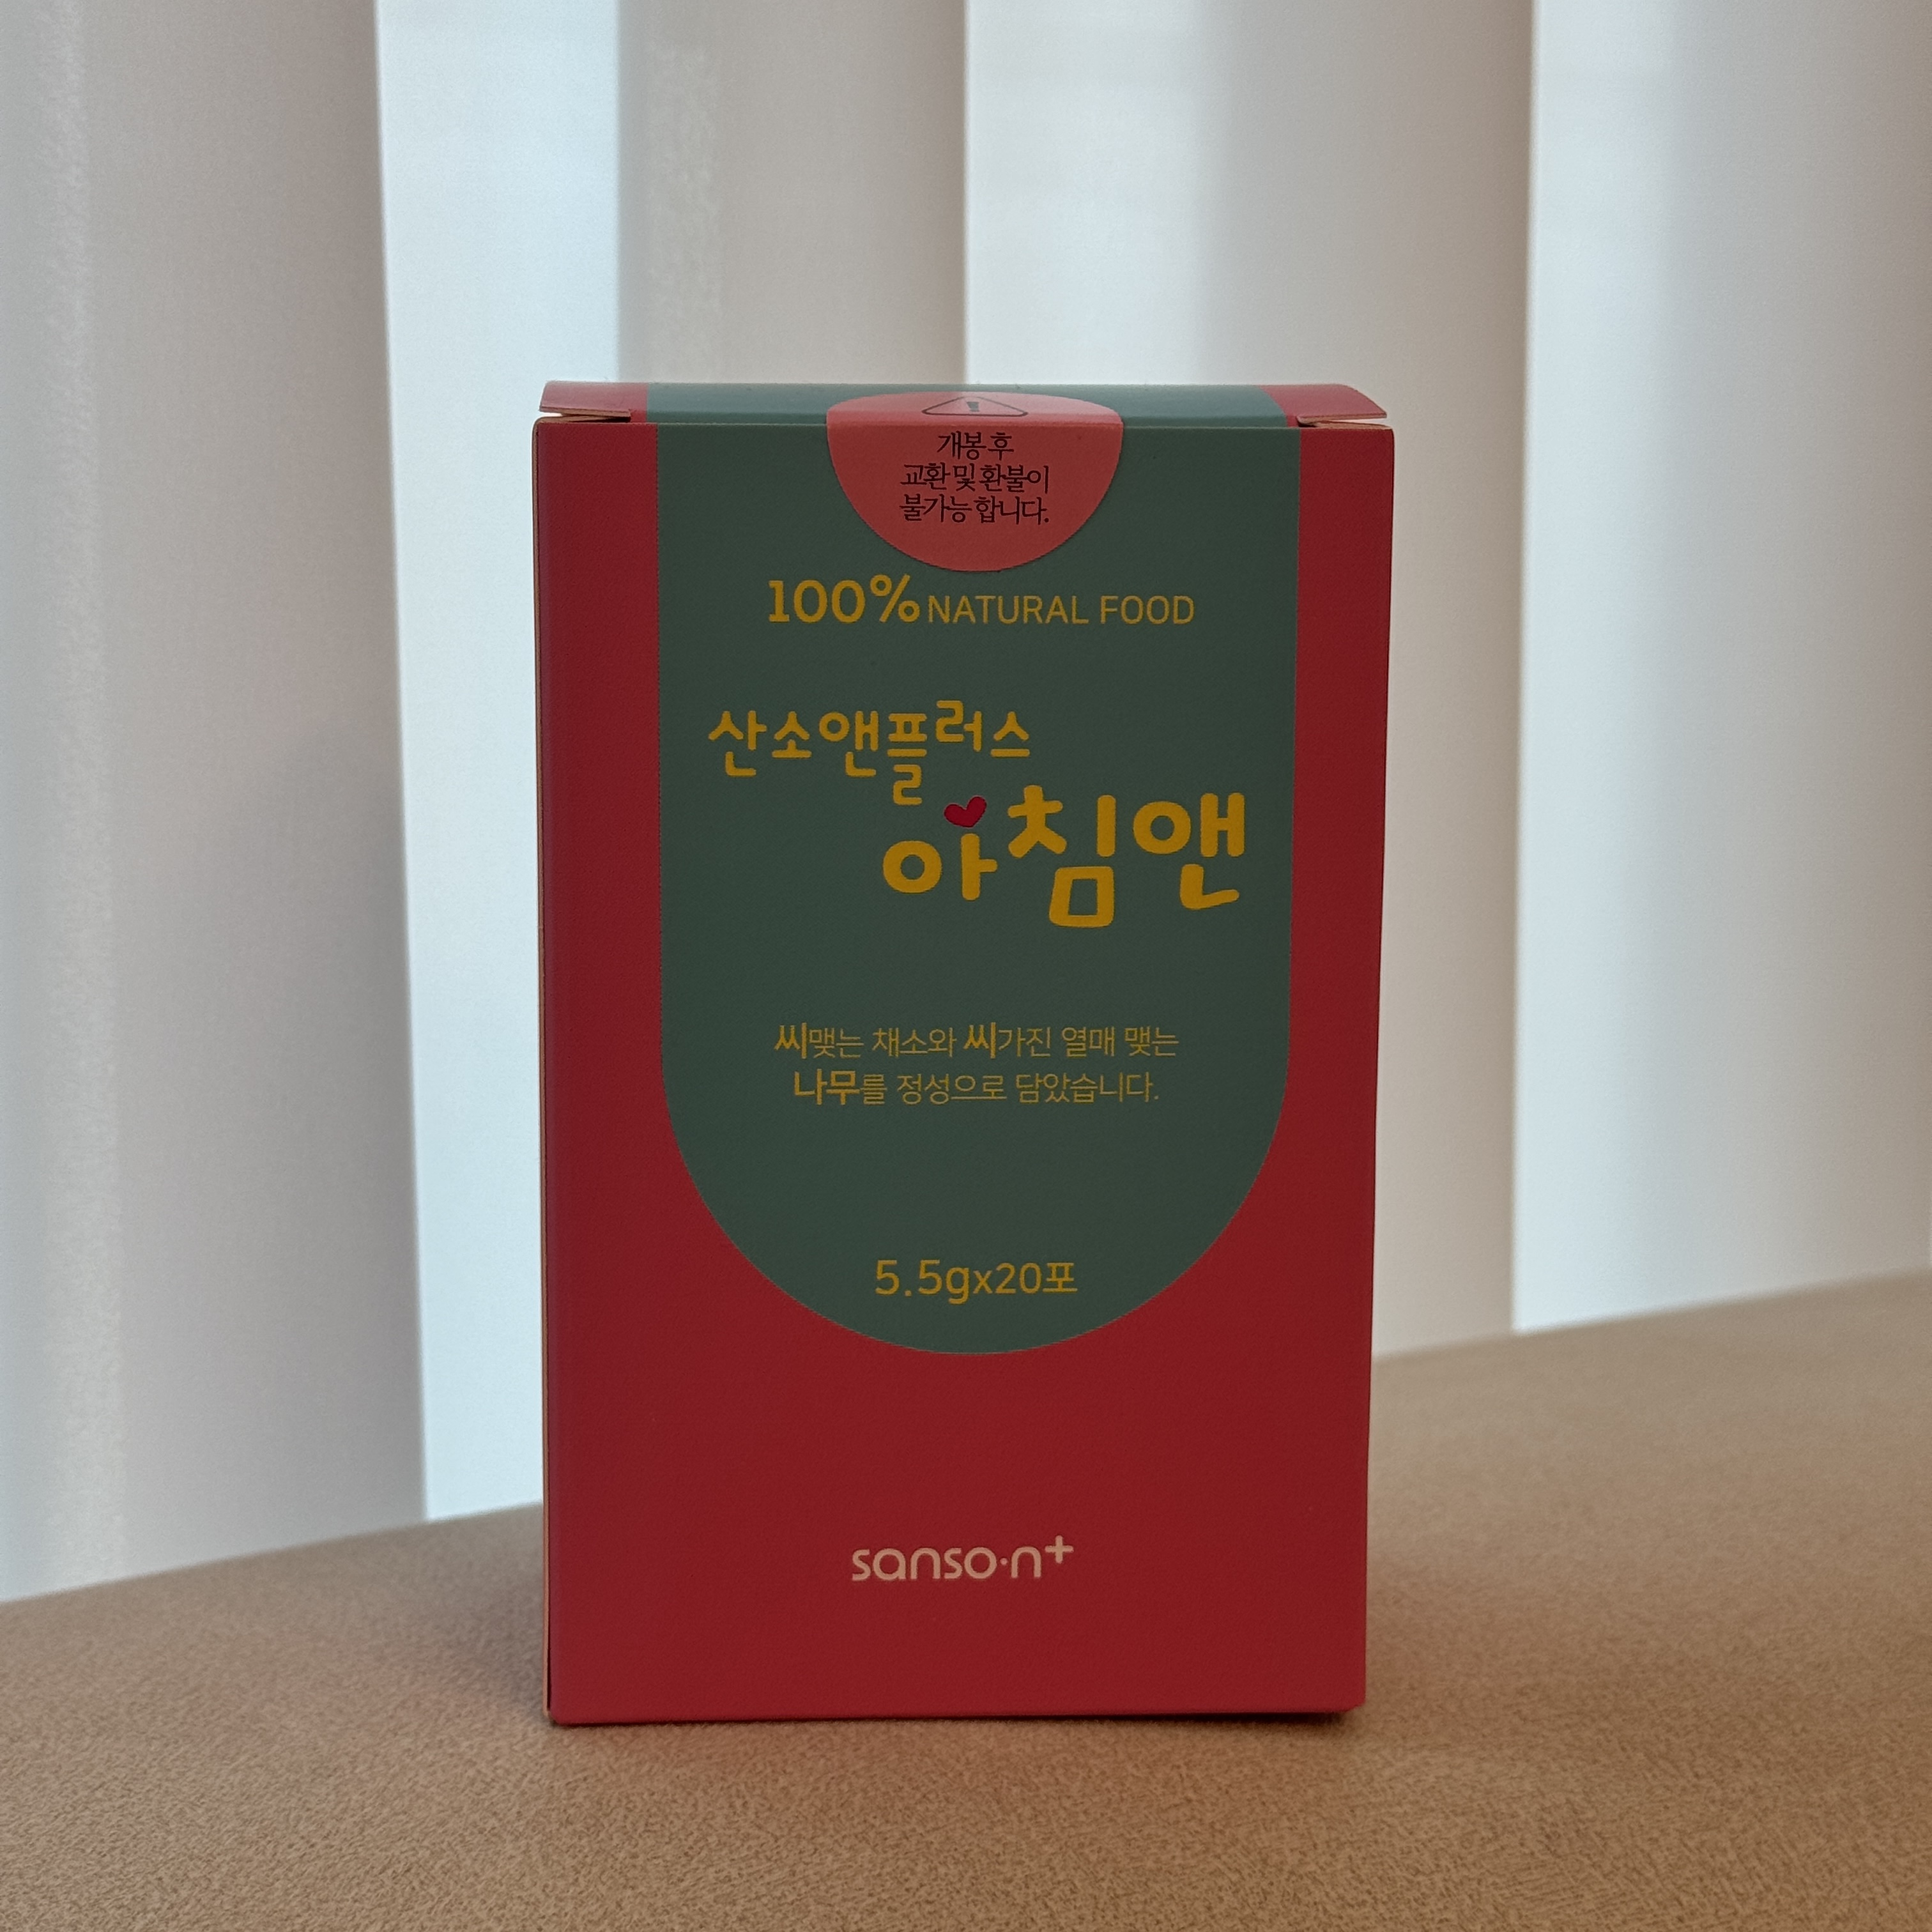 개봉 후
교환 및 환불이
불가능 합니다.
100% NATURAL FOOD
산소앤플러스
아침앤
씨맺는 채소와 씨가진 열매 맺는
나무를 정성으로 담았습니다.
5.5gx20포
sanso·n+